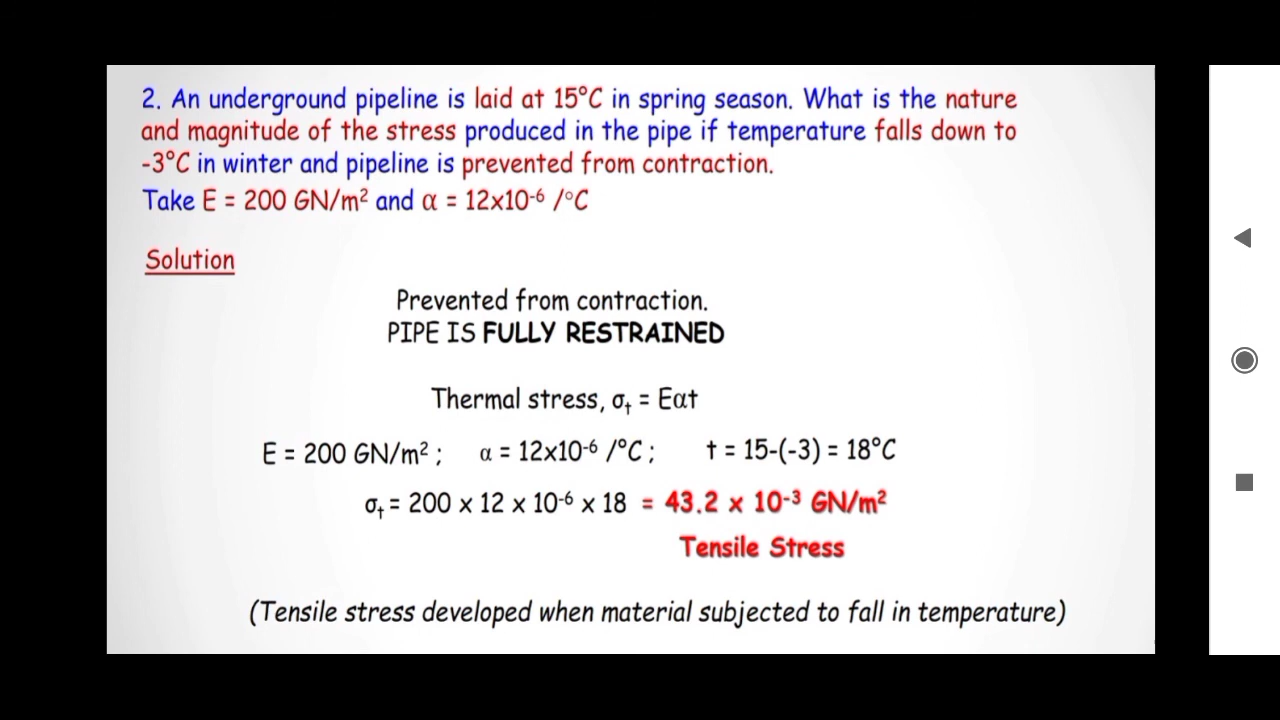 2. An underground pipeline is laid at 15°C in spring season. What is the nature
and magnitude of the stress produced in the pipe if temperature falls down to
-3°C in winter and pipeline is prevented from contraction.
Take E = 200 GN/m² and α = 12x10⁻⁶ /°C
Solution
Prevented from contraction.
PIPE IS FULLY RESTRAINED
Thermal stress, σₜ = Eαt
E = 200 GN/m² ; α = 12x10⁻⁶ /°C ; t = 15-(-3) = 18°C
σₜ = 200 x 12 x 10⁻⁶ x 18 = 43.2 x 10⁻³ GN/m²
Tensile Stress
(Tensile stress developed when material subjected to fall in temperature)